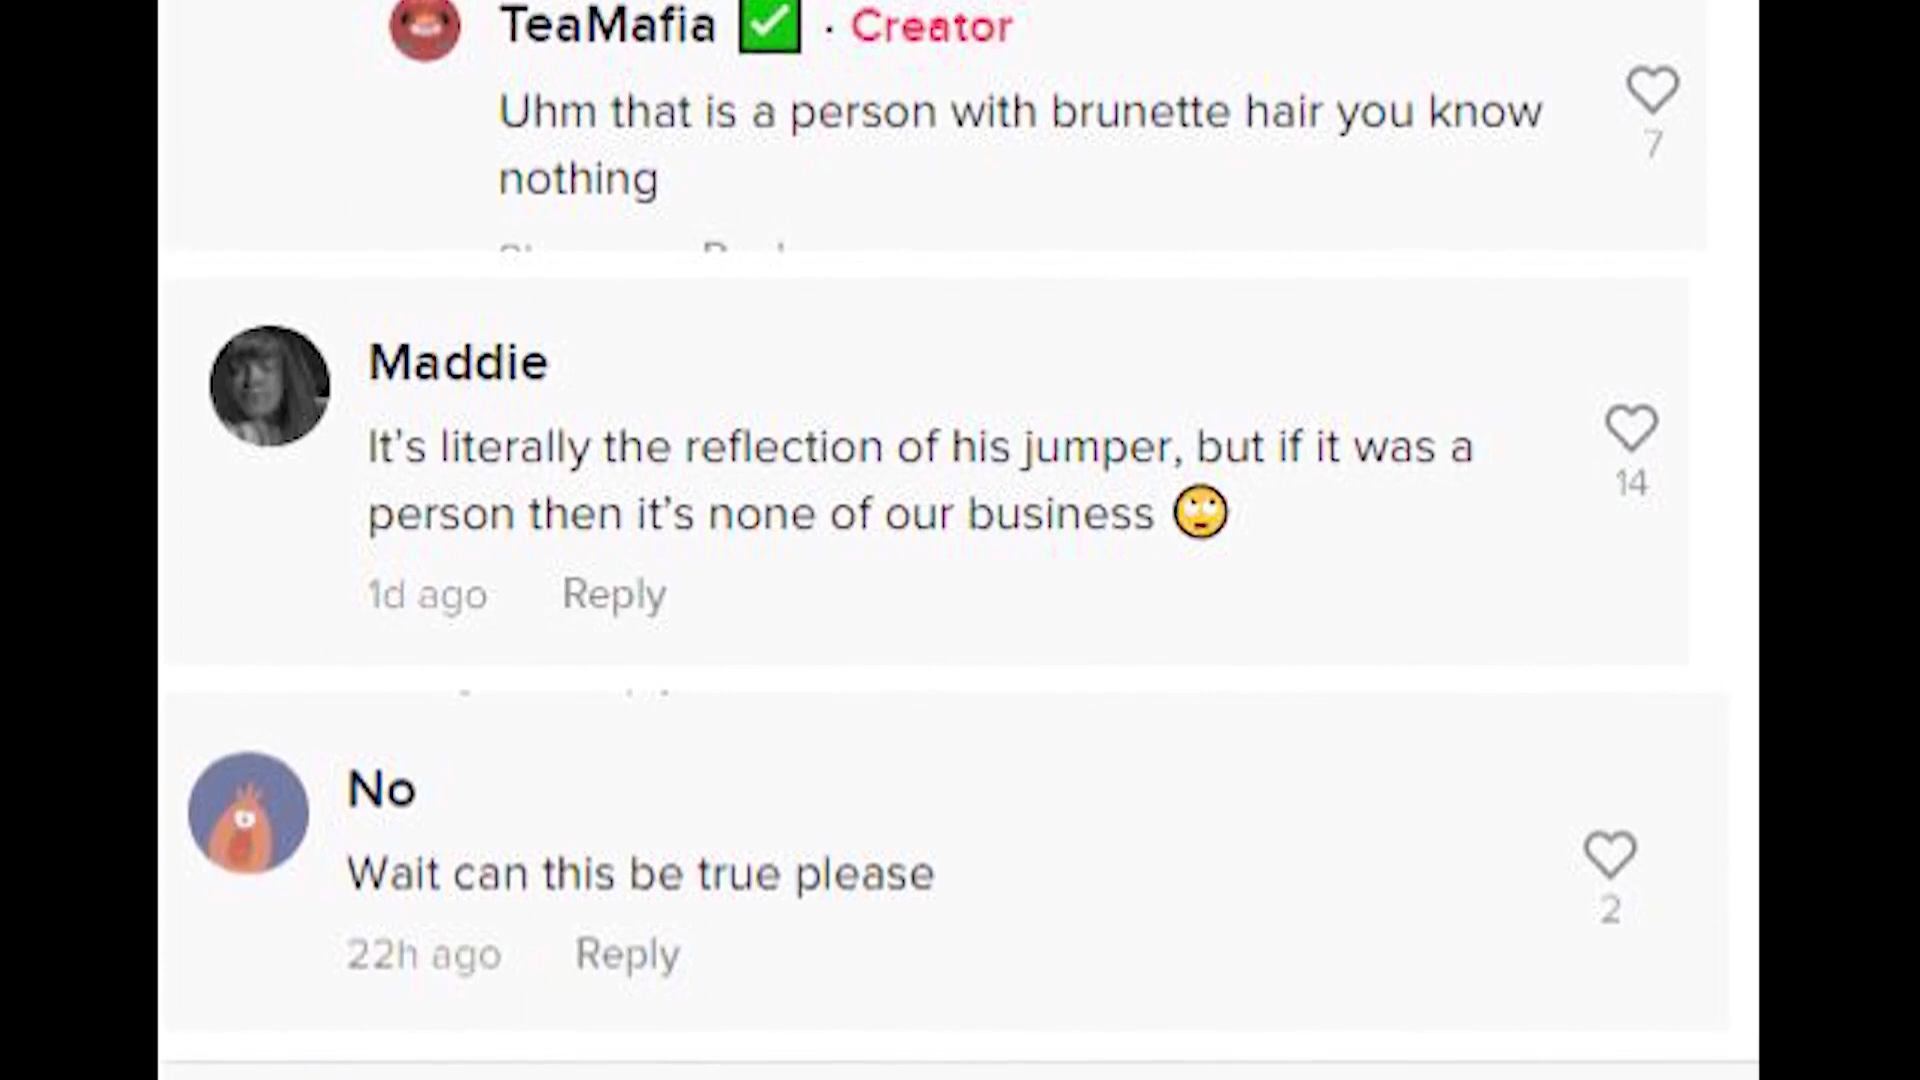 TeaMafia ✅ · Creator
Uhm that is a person with brunette hair you know
7
nothing
Maddie
It's literally the reflection of his jumper, but if it was a
14
person then it's none of our business 🙄
1d ago Reply
No
Wait can this be true please
2
22h ago Reply